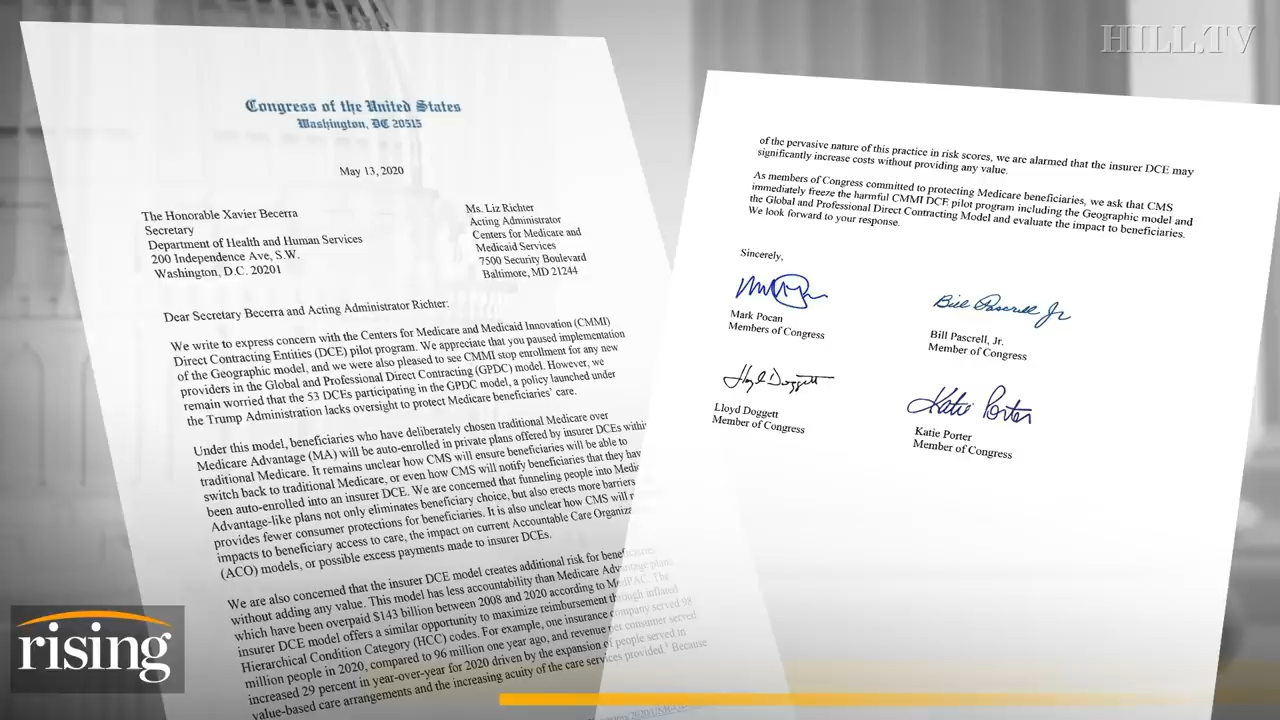 HILL.TV
Congress of the United States
Washington, DC 20515
May 13, 2020
The Honorable Xavier Becerra
Secretary
Department of Health and Human Services
200 Independence Ave, S.W.
Washington, D.C. 20201
Ms. Liz Richter
Acting Administrator
Centers for Medicare and
Medicaid Services
7500 Security Boulevard
Baltimore, MD 21244
Dear Secretary Becerra and Acting Administrator Richter:
We write to express concern with the Centers for Medicare and Medicaid Innovation (CMMI)
Direct Contracting Entities (DCE) pilot program. We appreciate that you paused implementation
of the Geographic model, and we were also pleased to see CMMI stop enrollment for any new
providers in the Global and Professional Direct Contracting (GPDC) model. However, we
remain worried that the 53 DCEs participating in the GPDC model, a policy launched under
the Trump Administration lacks oversight to protect Medicare beneficiaries' care.
Under this model, beneficiaries who have deliberately chosen traditional Medicare over
Medicare Advantage (MA) will be auto-enrolled in private plans offered by insurer DCEs within
traditional Medicare. It remains unclear how CMS will ensure beneficiaries will be able to
switch back to traditional Medicare, or even how CMS will notify beneficiaries that they have
been auto-enrolled into an insurer DCE. We are concerned that funneling people into Medic
Advantage-like plans not only eliminates beneficiary choice, but also erects more barriers
provides fewer consumer protections for beneficiaries. It is also unclear how CMS will
impacts to beneficiary access to care, the impact on current Accountable Care Organiza
(ACO) models, or possible excess payments made to insurer DCEs.
We are also concerned that the insurer DCE model creates additional risk for beneficiaries
without adding any value. This model has less accountability than Medicare Advantage plans
which have been overpaid $143 billion between 2008 and 2020 according to MedPAC. The
insurer DCE model offers a similar opportunity to maximize reimbursement through inflated
Hierarchical Condition Category (HCC) codes. For example, one insurance company served 98
million people in 2020, compared to 96 million one year ago, and revenue per consumer served
increased 29 percent in year-over-year for 2020 driven by the expansion of people served in
value-based care arrangements and the increasing acuity of the care services provided.¹ Because
of the pervasive nature of this practice in risk scores, we are alarmed that the insurer DCE may
significantly increase costs without providing any value.
As members of Congress committed to protecting Medicare beneficiaries, we ask that CMS
immediately freeze the harmful CMMI DCE pilot program including the Geographic model and
the Global and Professional Direct Contracting Model and evaluate the impact to beneficiaries.
We look forward to your response.
Sincerely,
Mark Pocan
Members of Congress
Bill Pascrell Jr
Bill Pascrell, Jr.
Member of Congress
Lloyd Doggett
Lloyd Doggett
Member of Congress
Katie Porter
Katie Porter
Member of Congress
rising